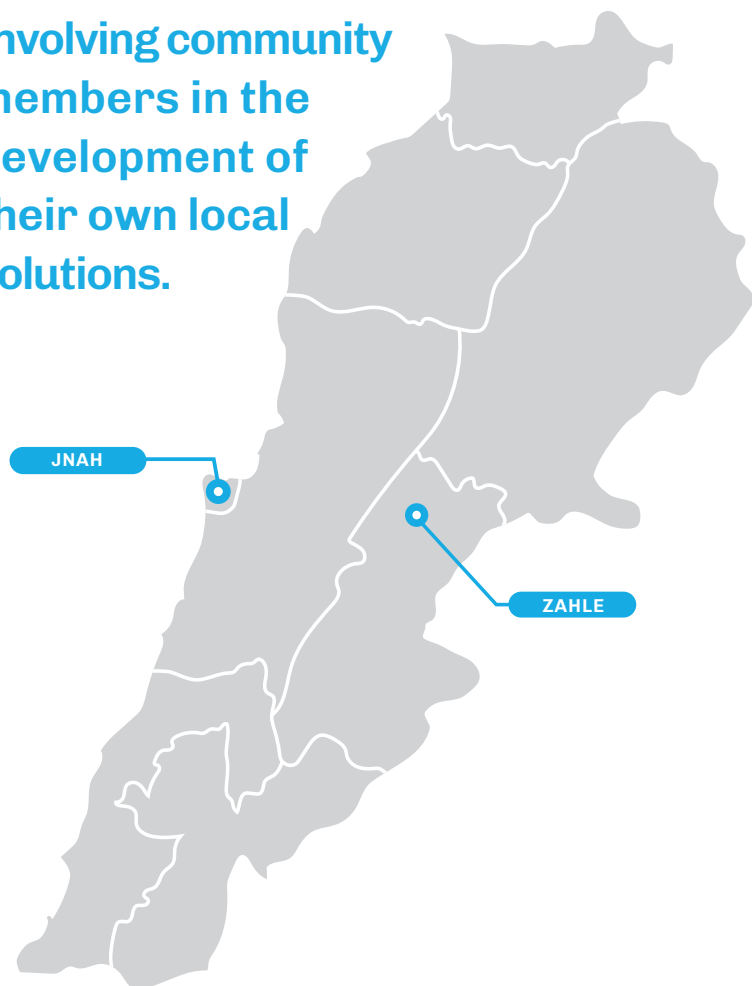 nvolving community
nembers in the
evelopment of
heir own local
olutions.
JNAH
ZAHLE